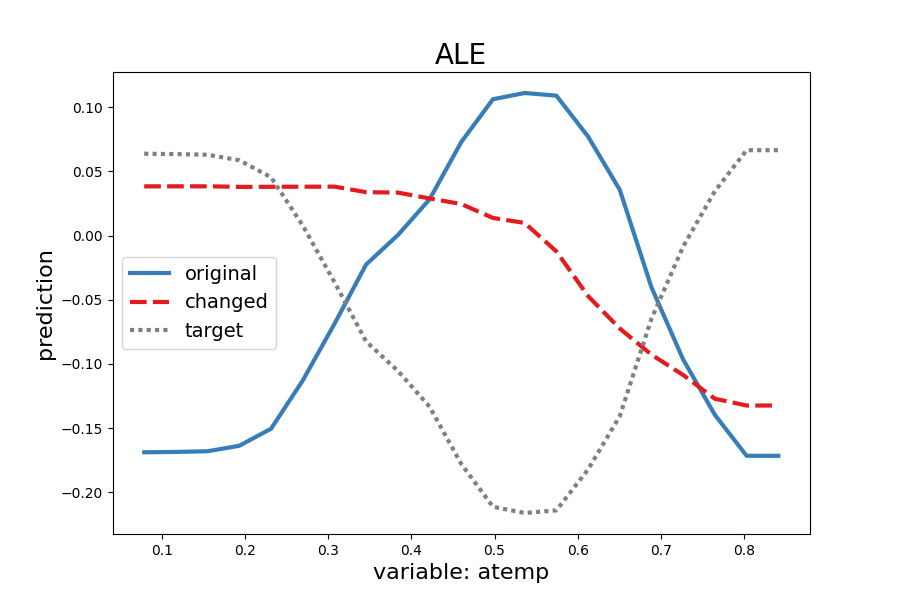 ALE
prediction
0.10
0.05
0.00
−0.05
−0.10
−0.15
−0.20
original
changed
target
0.1
0.2
0.3
0.4
0.5
0.6
0.7
0.8
variable: atemp